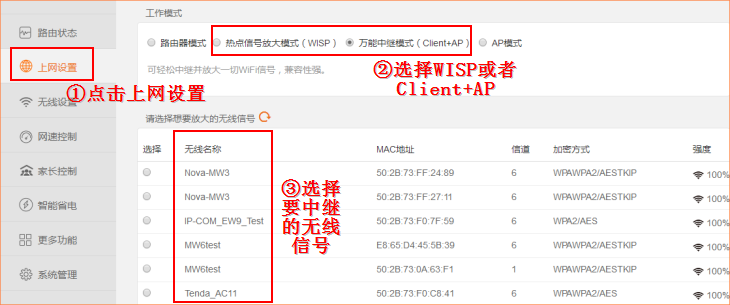 工作模式
路由器模式 热点信号放大模式（WISP） 万能中继模式（Client+AP） AP模式
可轻松中继并放大一切WiFi信号，兼容性强。
②选择WISP或者
Client+AP
路由状态
上网设置
①点击上网设置
无线设置
网速控制
家长控制
智能省电
更多功能
系统管理
请选择想要放大的无线信号
选择 无线名称 MAC地址 信道 加密方式 强度
Nova-MW3 50:2B:73:FF:24:89 6 WPAWPA2/AESTKIP 100%
Nova-MW3 50:2B:73:FF:27:11 6 WPAWPA2/AESTKIP 100%
IP-COM_EW9_Test 50:2B:73:F0:7F:59 6 WPA2/AES 100%
MW6test E8:65:D4:45:5B:39 6 WPAWPA2/AESTKIP 100%
MW6test 50:2B:73:0A:63:F1 1 WPAWPA2/AESTKIP 100%
Tenda_AC11 50:2B:73:F0:C8:41 6 WPAWPA2/AESTKIP 100%
③选择
要中继
的无线
信号